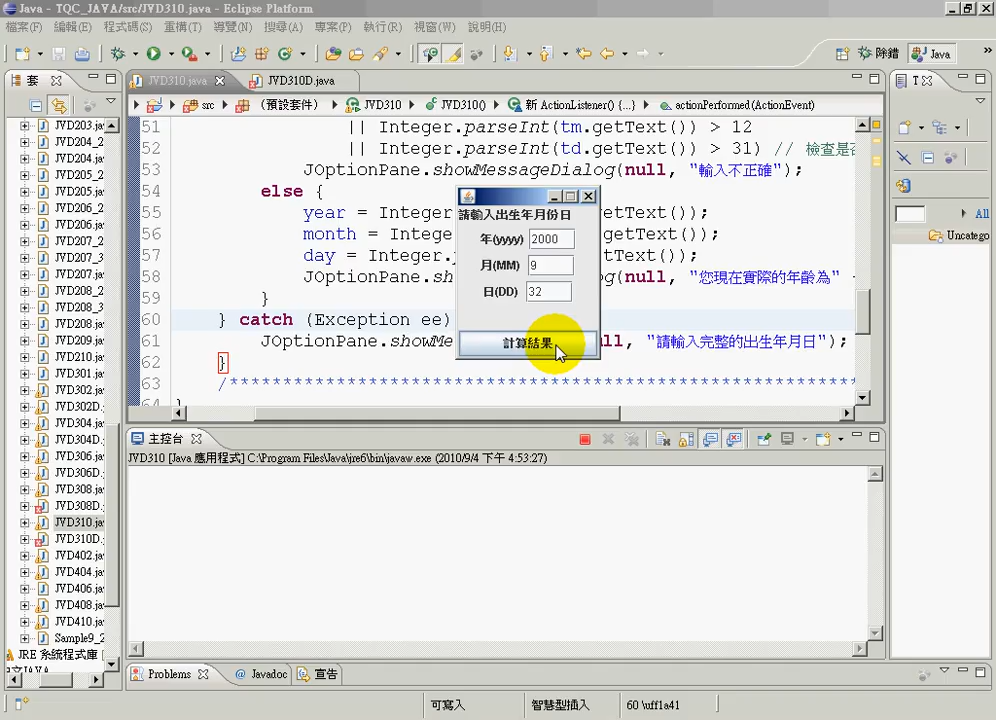 Java - TQC_JAVA/src/JVD310.java - Eclipse Platform
檔案(F) 編輯(E) 程式碼(S) 重構(T) 導覽(N) 搜尋(A) 專案(P) 執行(R) 視窗(W) 說明(H)
除錯 Java
套
JVD310.java JVD310D.java
T
src (預設套件) JVD310 JVD310() 新 ActionListener() {...} actionPerformed(ActionEvent)
51 || Integer.parseInt(tm.getText()) > 12
52 || Integer.parseInt(td.getText()) > 31) // 檢查是否
53 JOptionPane.showMessageDialog(null, "輸入不正確");
54 else {
55 year = Integer getText());
56 month = Intege getText());
57 day = Integer. Text());
58 JOptionPane.sh og(null, "您現在實際的年齡為"
59 }
60 } catch (Exception ee)
61 JOptionPane.showMe ll, "請輸入完整的出生年月日");
62 }
63 /**********************************************************
64
請輸入出生年月份日
年(yyyy) 2000
月(MM) 9
日(DD) 32
計算結果
JVD203.ja
JVD204_2
JVD204.ja
JVD205_2
JVD205.ja
JVD206_2
JVD206.ja
JVD207_2
JVD207_3
JVD207.ja
JVD208_2
JVD208_3
JVD208.ja
JVD209.ja
JVD210.ja
JVD301.ja
JVD302.ja
JVD302D.
JVD304.ja
JVD304D.
JVD306.ja
JVD306D.
JVD308.ja
JVD308D.
JVD310.ja
JVD310D.
JVD402.ja
JVD404.ja
JVD406.ja
JVD408.ja
JVD410.ja
Sample9_2
JRE 系統程式庫
All
Uncatego
主控台
JVD310 [Java 應用程式] C:\Program Files\Java\jre6\bin\javaw.exe (2010/9/4 下午 4:53:27)
Problems @ Javadoc 宣告
可寫入 智慧型插入 60 \uff1a41